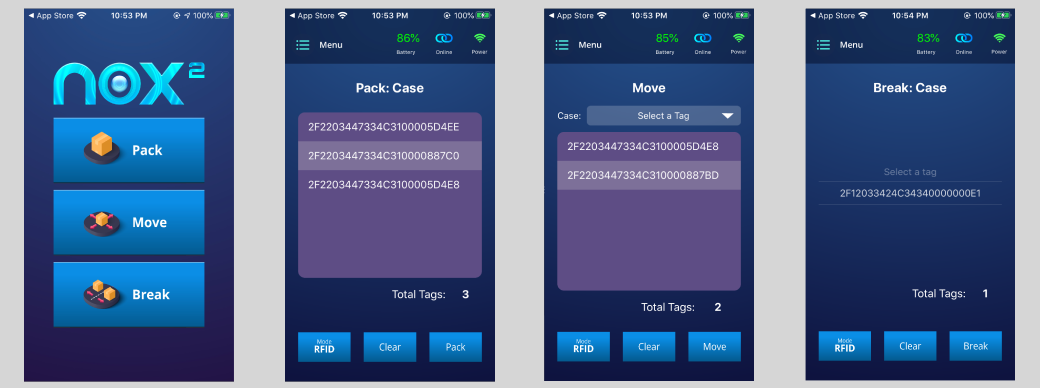 App Store 10:53 PM 100%
nox²
Pack
Move
Break
App Store 10:53 PM 100%
Menu
86%
Battery
Online
Power
Pack: Case
2F2203447334C3100005D4EE
2F2203447334C310000887C0
2F2203447334C3100005D4E8
Total Tags: 3
Mode
RFID
Clear
Pack
App Store 10:53 PM 100%
Menu
85%
Battery
Online
Power
Move
Case: Select a Tag
2F2203447334C3100005D4E8
2F2203447334C310000887BD
Total Tags: 2
Mode
RFID
Clear
Move
App Store 10:54 PM 100%
Menu
83%
Battery
Online
Power
Break: Case
Select a tag
2F12033424C34340000000E1
Total Tags: 1
Mode
RFID
Clear
Break